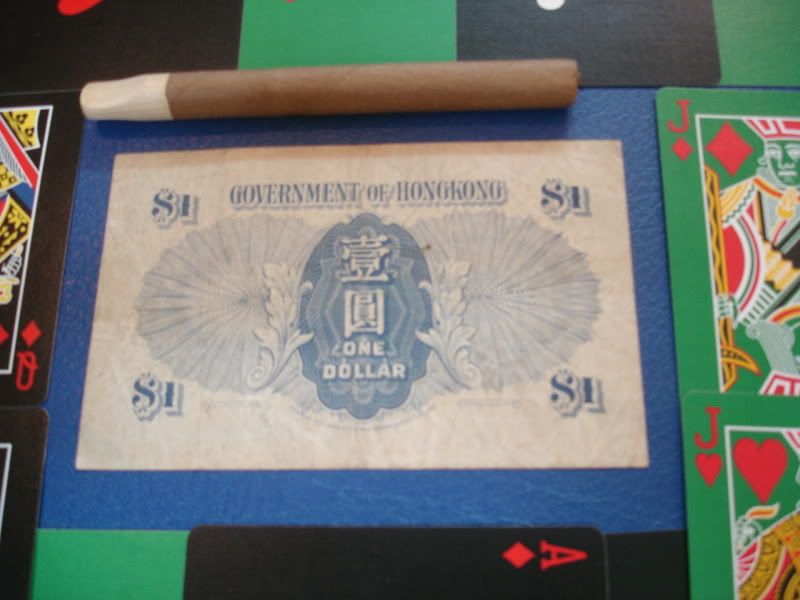 GOVERNMENT OF HONGKONG
$1
$1
壹
圓
ONE
DOLLAR
$1
$1
J
J
Q
A